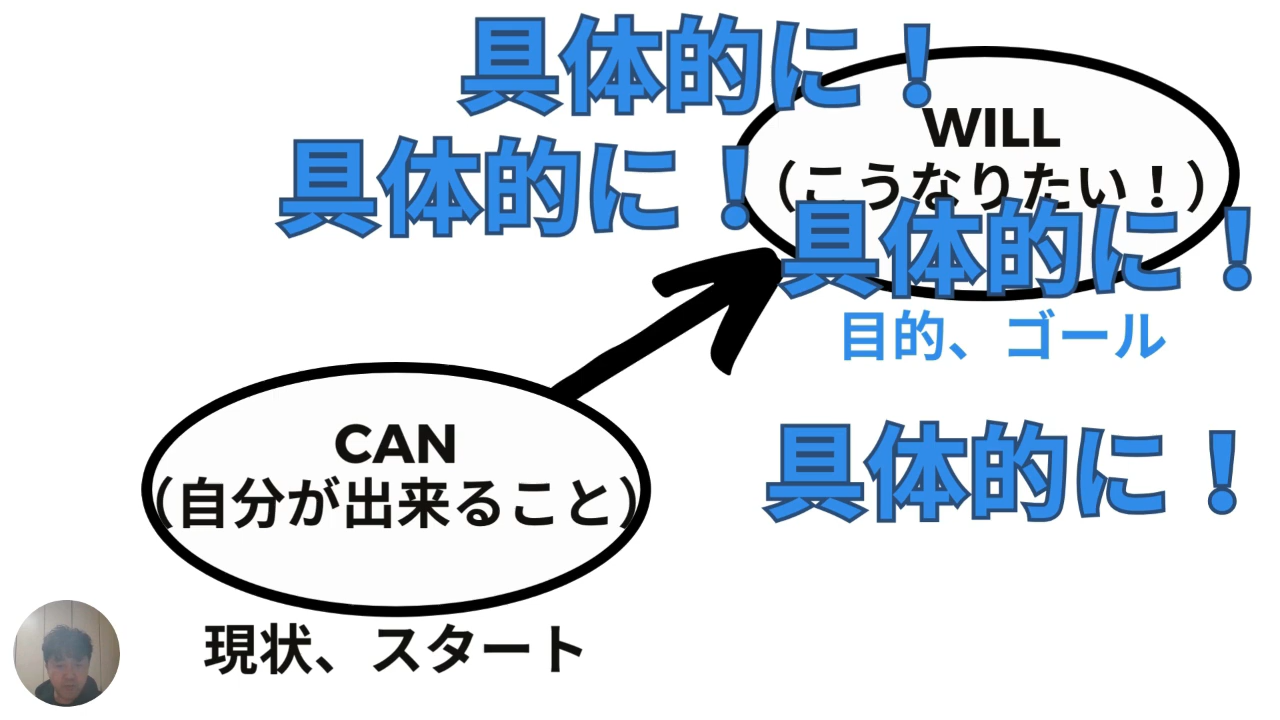 具体的に！
WILL
具体的に！
（こうなりたい！）
具体的に！
目的、ゴール
CAN
（自分が出来ること）
具体的に！
現状、スタート